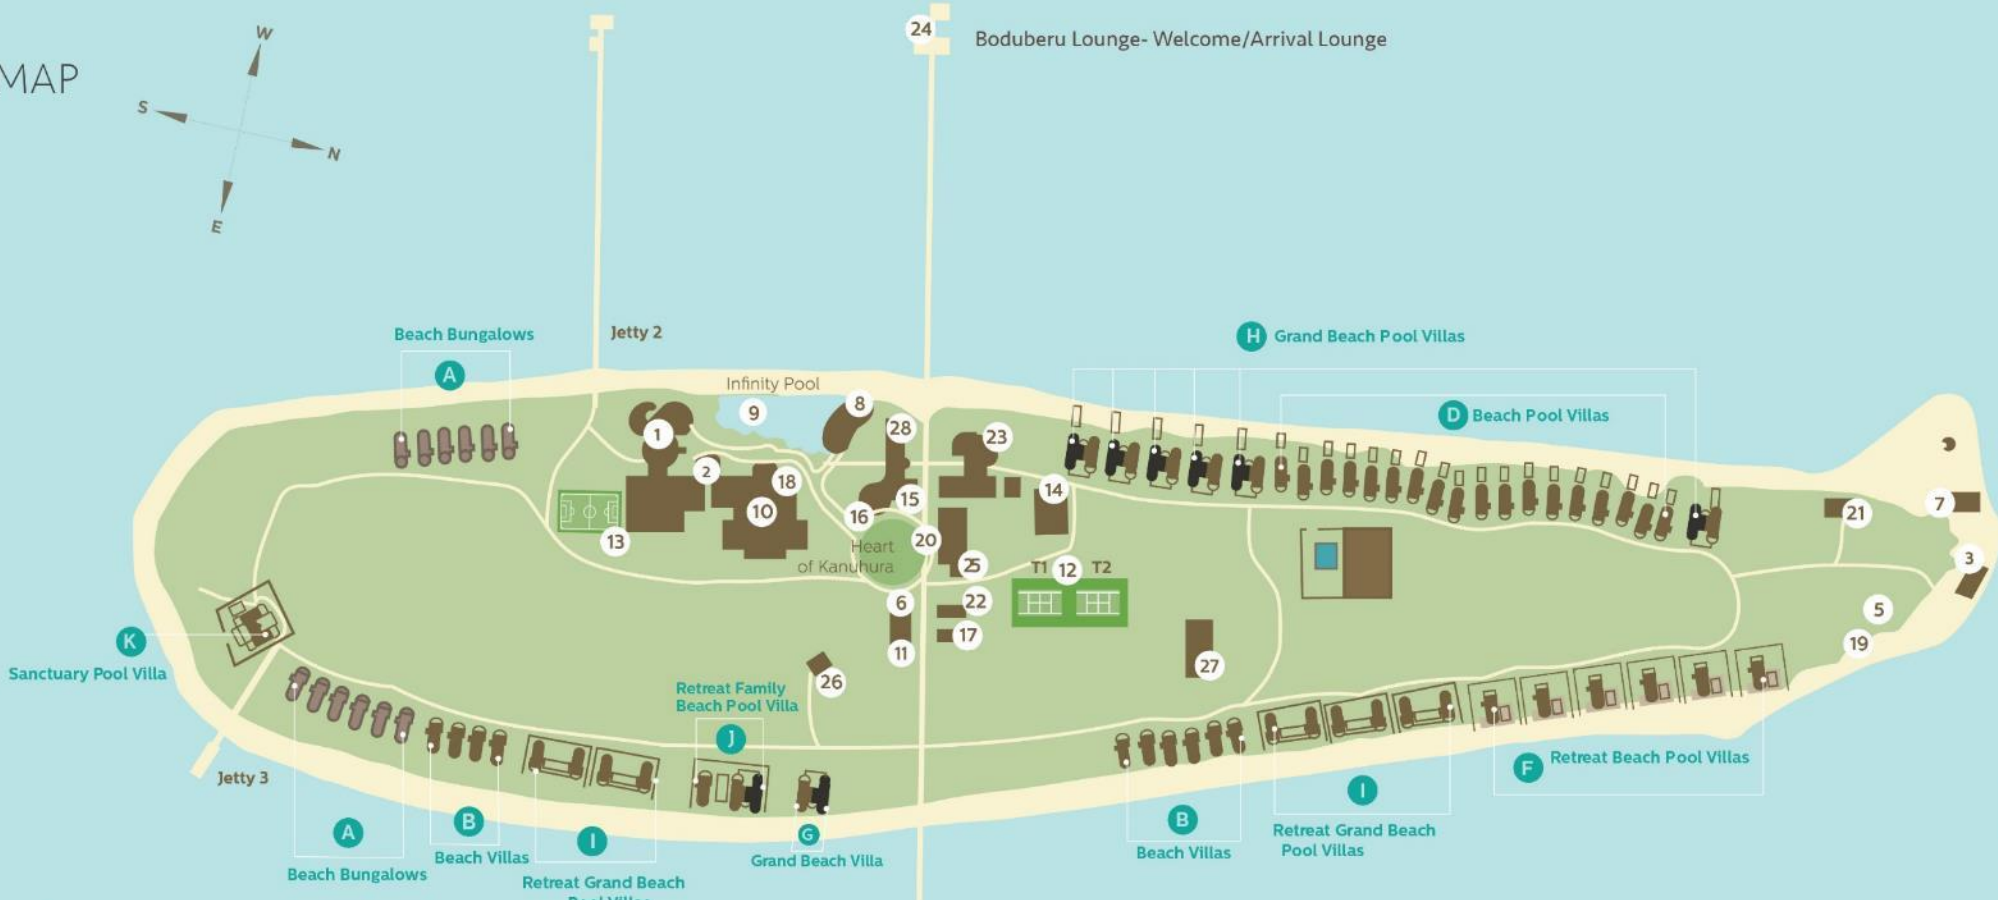 MAP
W
S
N
E
24
Boduberu Lounge- Welcome/Arrival Lounge
Jetty 2
Beach Bungalows
A
H Grand Beach Pool Villas
D Beach Pool Villas
Infinity Pool
9
8
1
28
23
2
18
10
14
15
16
13
Heart
of Kanuhura
20
25
T1 12 T2
6
22
17
11
26
27
21
7
3
5
19
K
Sanctuary Pool Villa
Retreat Family
Beach Pool Villa
J
Jetty 3
A
Beach Bungalows
B
Beach Villas
I
Retreat Grand Beach
G
Grand Beach Villa
B
Beach Villas
I
Retreat Grand Beach
Pool Villas
F Retreat Beach Pool Villas